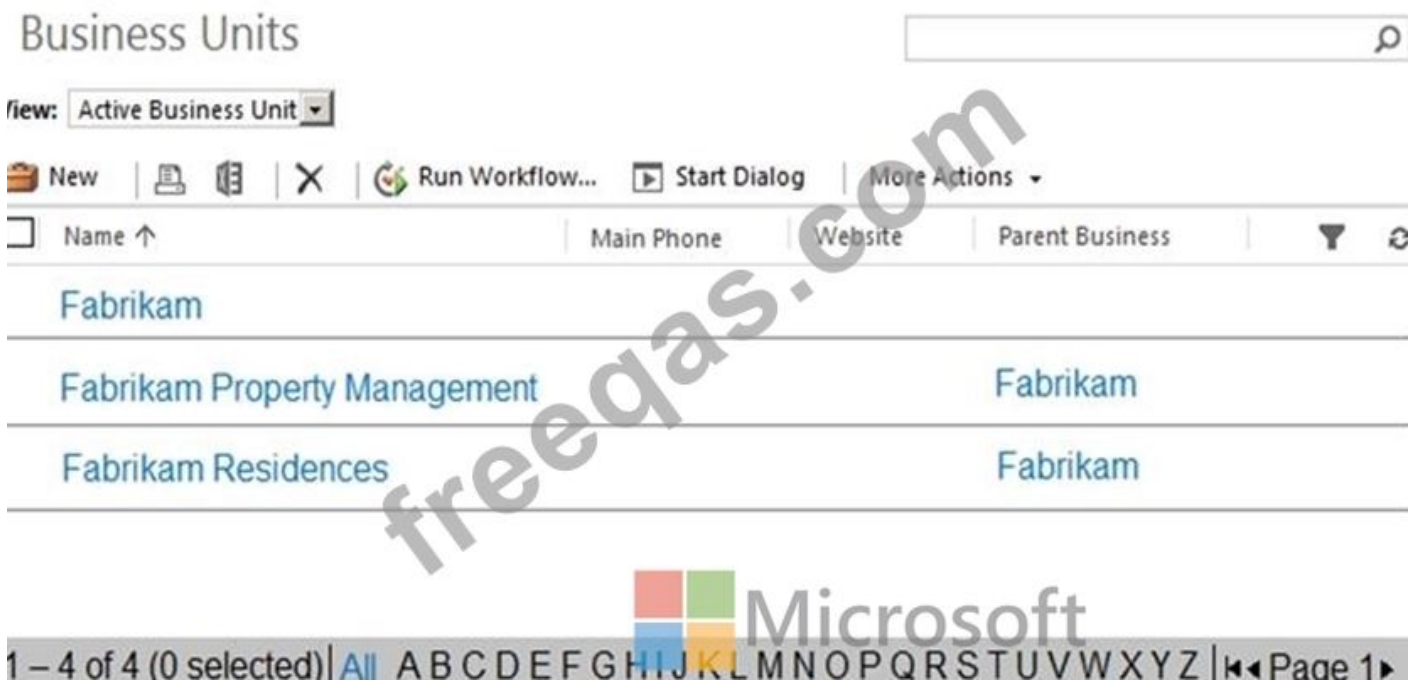 Business Units
View: Active Business Unit
New Run Workflow... Start Dialog More Actions
Name ↑ Main Phone Website Parent Business
Fabrikam
Fabrikam Property Management Fabrikam
Fabrikam Residences Fabrikam
freeqas.com
Microsoft
1 – 4 of 4 (0 selected) All A B C D E F G H I J K L M N O P Q R S T U V W X Y Z Page 1